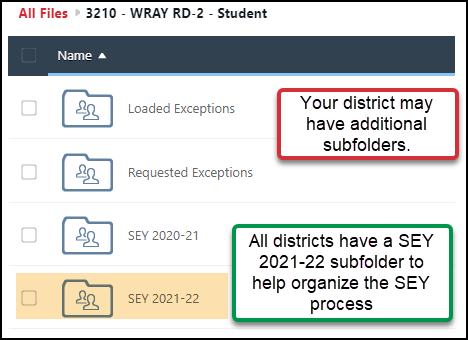 All Files 3210 - WRAY RD-2 - Student
Name
Loaded Exceptions
Your district may
have additional
subfolders.
Requested Exceptions
SEY 2020-21
All districts have a SEY
2021-22 subfolder to
help organize the SEY
process
SEY 2021-22